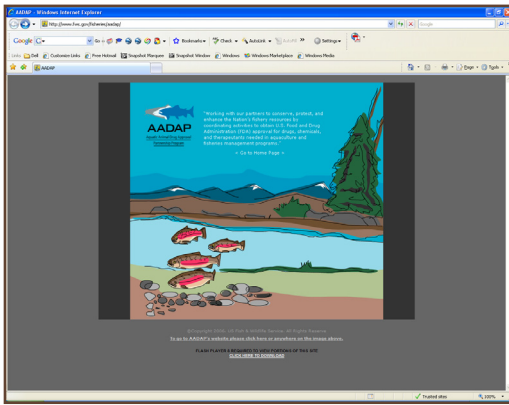 AADAP - Windows Internet Explorer
http://www.fws.gov/fisheries/aadap/
Google
Google
Go
Bookmarks
Check
AutoLink
Settings
Links
Dell
Customize Links
Free Hotmail
Snapshot Marquee
Snapshot Window
Windows
Windows Marketplace
Windows Media
AADAP
Page
Tools
AADAP
Partnership Program
"Working with our partners to conserve, protect, and
enhance the Nation's fishery resources by
coordinating activities to obtain U.S. Food and Drug
Administration (FDA) approval for drugs, chemicals,
and therapeutants needed in aquaculture and
fisheries management programs."
< Go to Home Page >
To go to AADAP's website please click here or anywhere on the image above.
FLASH PLAYER 8 REQUIRED TO VIEW PORTIONS OF THIS SITE
CLICK HERE TO DOWNLOAD
Trusted sites
100%